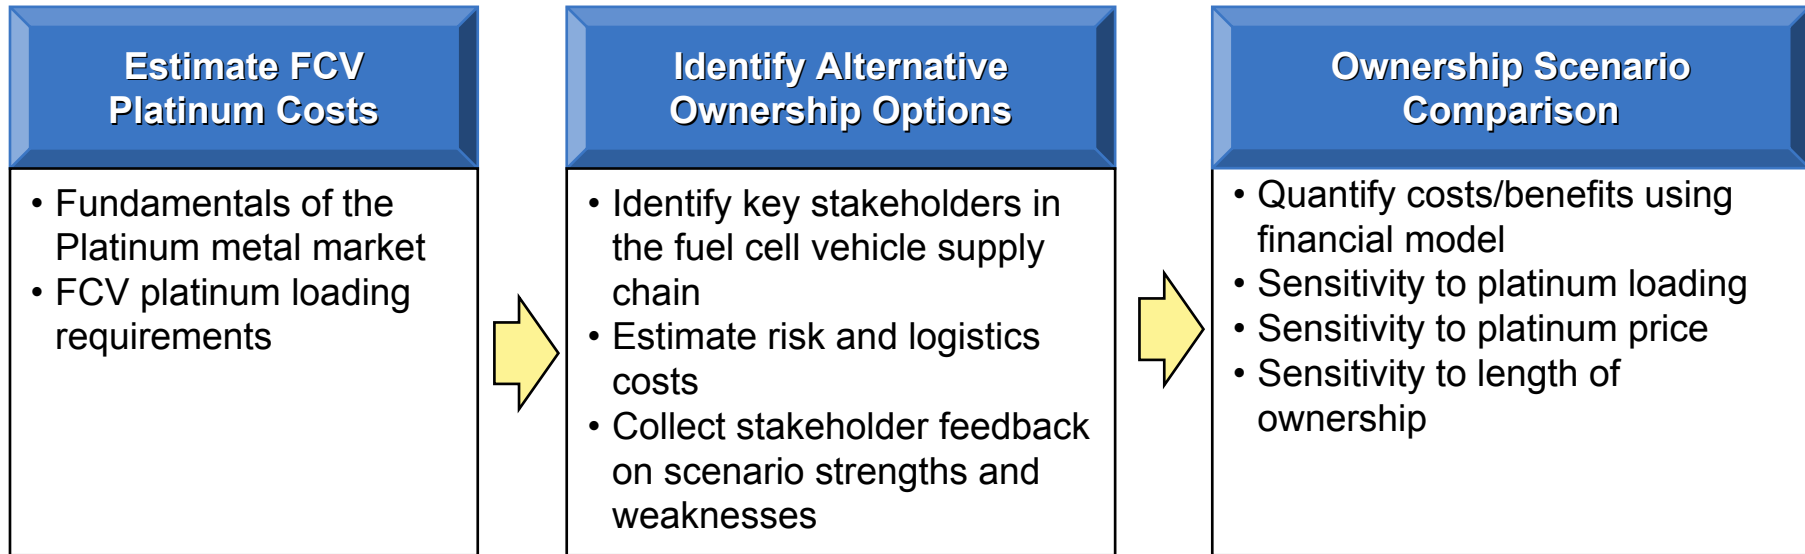 Estimate FCV
Platinum Costs
• Fundamentals of the
Platinum metal market
• FCV platinum loading
requirements
Identify Alternative
Ownership Options
• Identify key stakeholders in
the fuel cell vehicle supply
chain
• Estimate risk and logistics
costs
• Collect stakeholder feedback
on scenario strengths and
weaknesses
Ownership Scenario
Comparison
• Quantify costs/benefits using
financial model
• Sensitivity to platinum loading
• Sensitivity to platinum price
• Sensitivity to length of
ownership